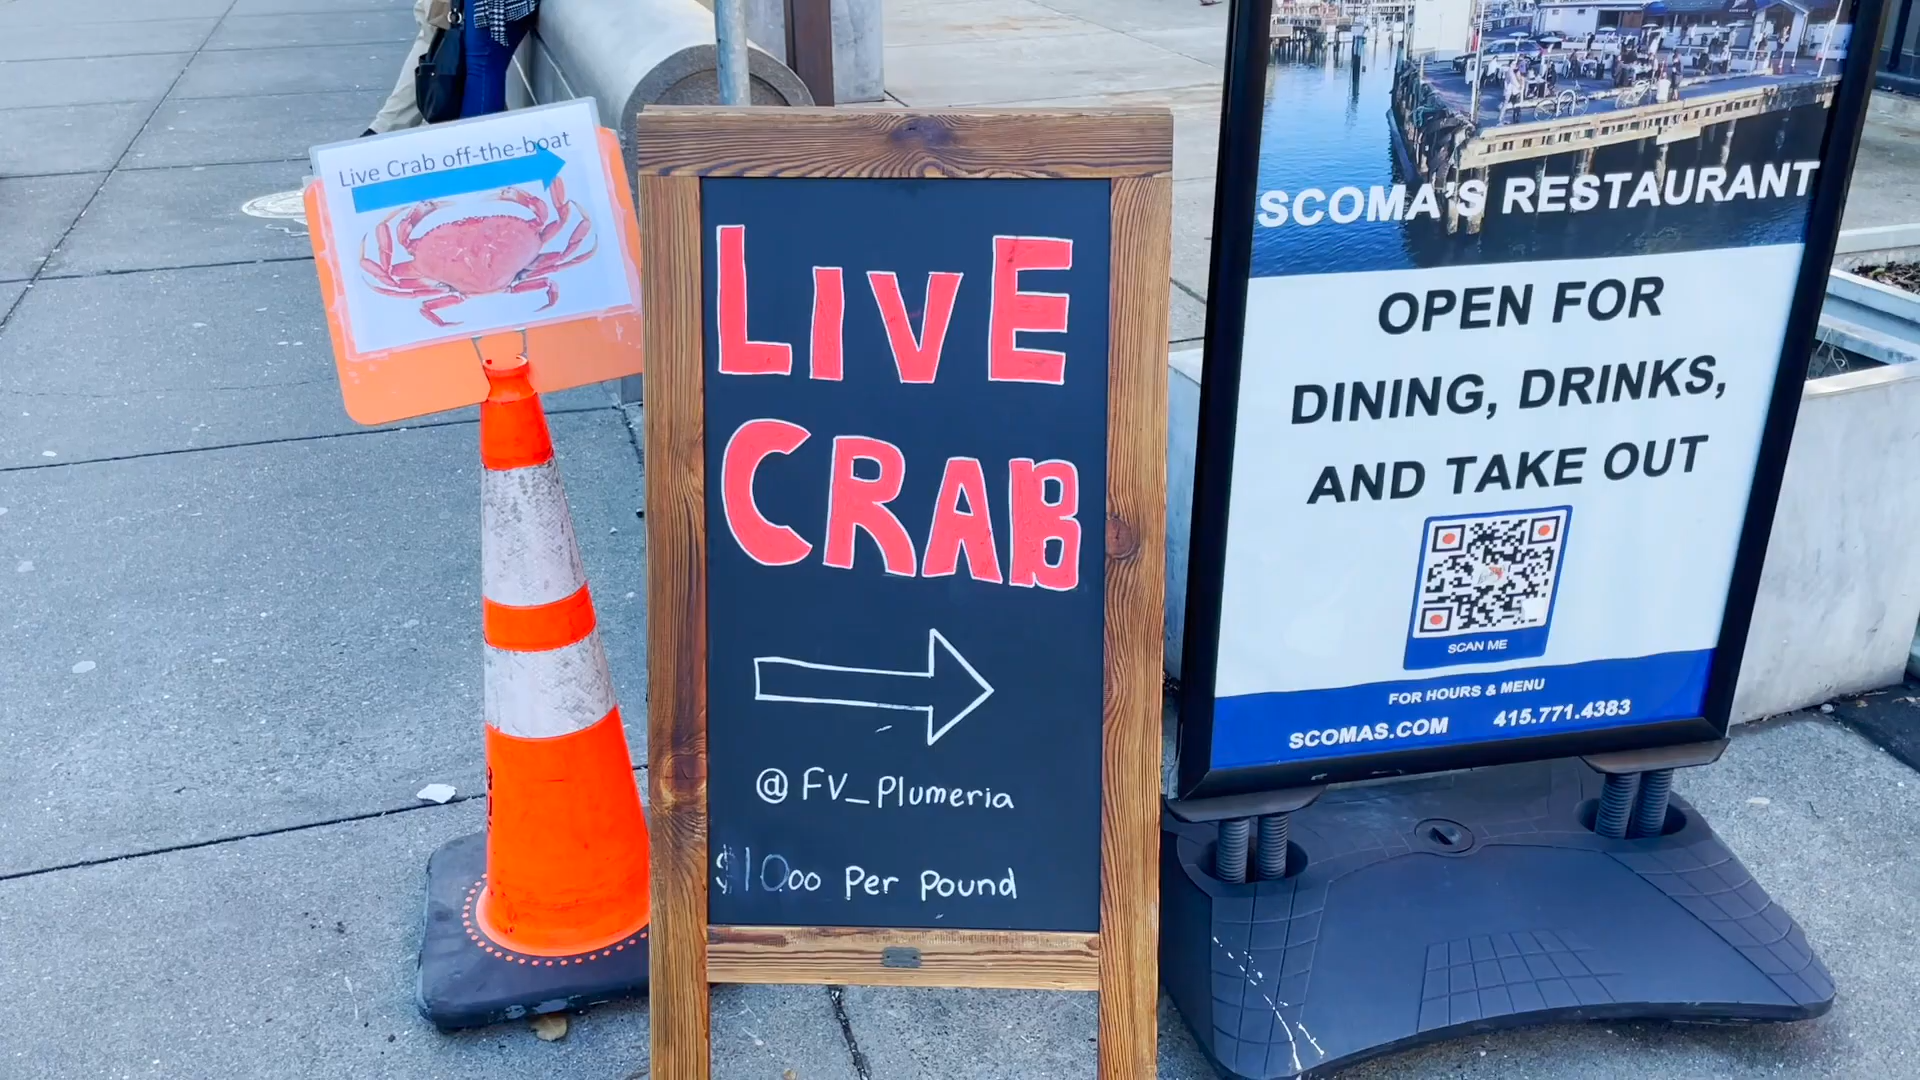 Live Crab off-the-boat
LIVE
CRAB
@FV_Plumeria
$10.00 Per Pound
SCOMA'S RESTAURANT
OPEN FOR
DINING, DRINKS,
AND TAKE OUT
SCAN ME
FOR HOURS & MENU
SCOMAS.COM 415.771.4383